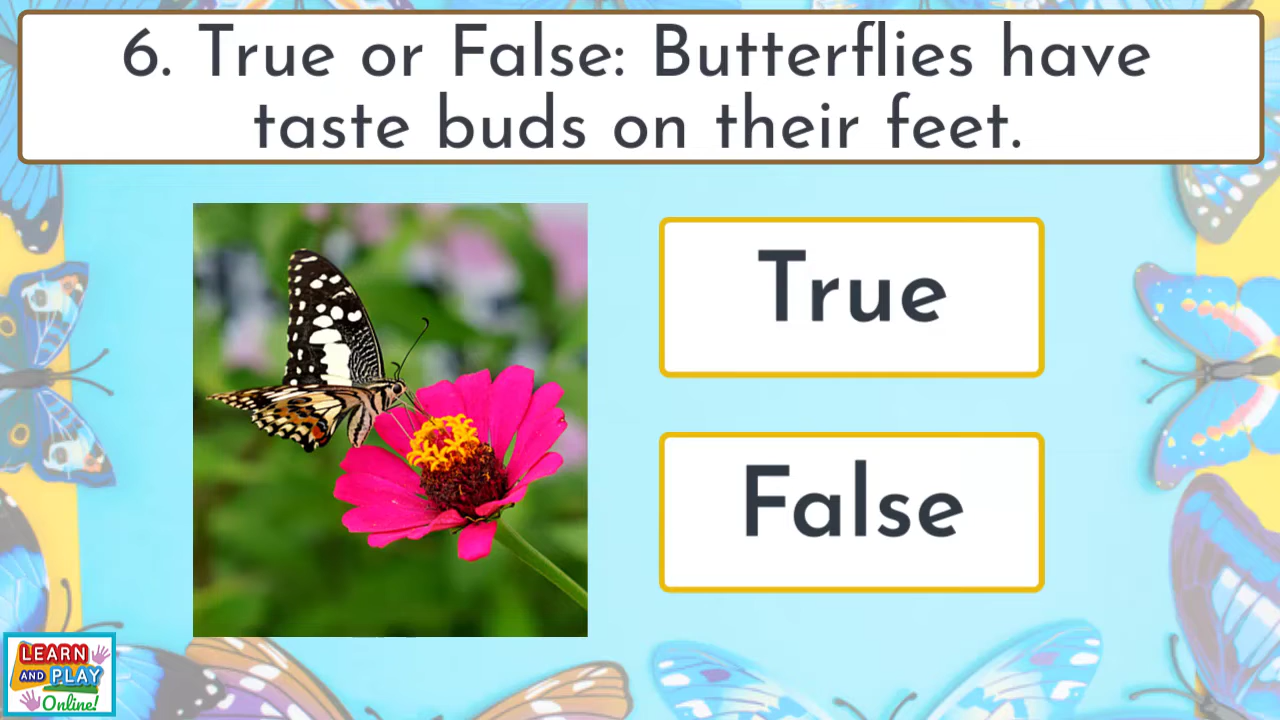 6. True or False: Butterflies have
taste buds on their feet.
True
False
LEARN
AND PLAY
Online!